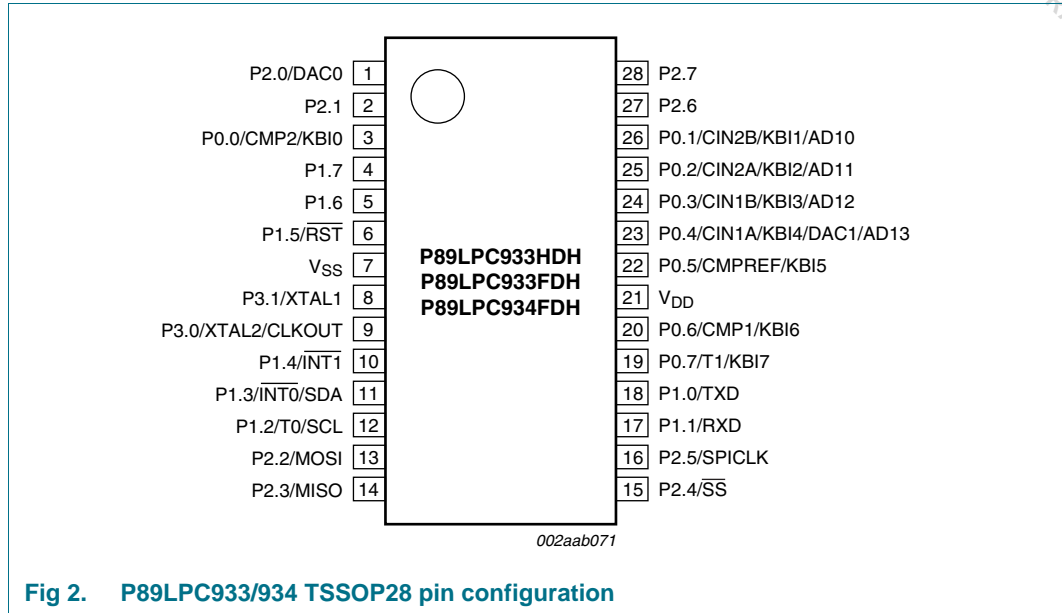 P2.0/DAC0 1 28 P2.7
P2.1 2 27 P2.6
P0.0/CMP2/KBI0 3 26 P0.1/CIN2B/KBI1/AD10
P1.7 4 25 P0.2/CIN2A/KBI2/AD11
P1.6 5 24 P0.3/CIN1B/KBI3/AD12
P1.5/R̅S̅T̅ 6 23 P0.4/CIN1A/KBI4/DAC1/AD13
P89LPC933HDH
VSS 7 22 P0.5/CMPREF/KBI5
P89LPC933FDH
P3.1/XTAL1 8 21 VDD
P89LPC934FDH
P3.0/XTAL2/CLKOUT 9 20 P0.6/CMP1/KBI6
P1.4/I̅N̅T̅1̅ 10 19 P0.7/T1/KBI7
P1.3/I̅N̅T̅0̅/SDA 11 18 P1.0/TXD
P1.2/T0/SCL 12 17 P1.1/RXD
P2.2/MOSI 13 16 P2.5/SPICLK
P2.3/MISO 14 15 P2.4/S̅S̅
002aab071
Fig 2. P89LPC933/934 TSSOP28 pin configuration